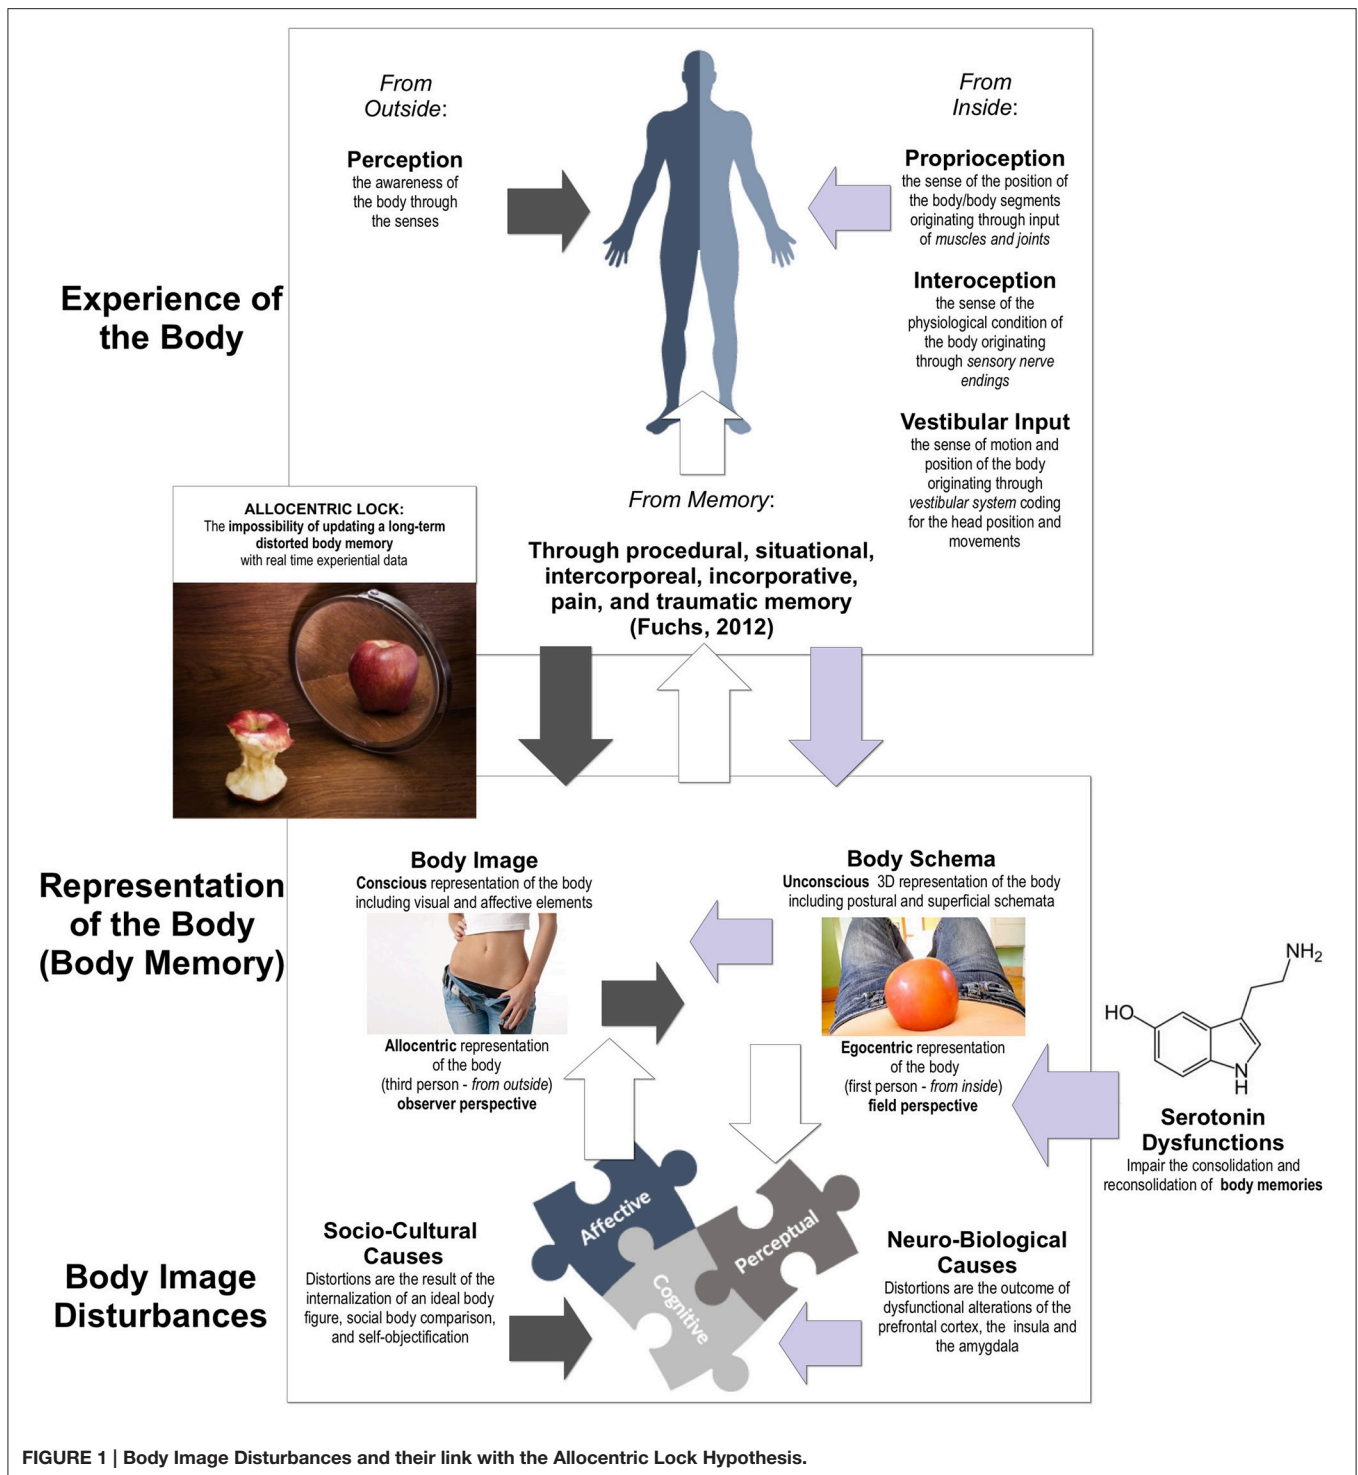 From
Outside:
Perception
the awareness of
the body through
the senses
From
Inside:
Proprioception
the sense of the position of
the body/body segments
originating through input
of muscles and joints
Interoception
the sense of the
physiological condition of
the body originating
through sensory nerve
endings
Vestibular Input
the sense of motion and
position of the body
originating through
vestibular system coding
for the head position and
movements
Experience of
the Body
From Memory:
Through procedural, situational,
intercorporeal, incorporative,
pain, and traumatic memory
(Fuchs, 2012)
ALLOCENTRIC LOCK:
The impossibility of updating a long-term
distorted body memory
with real time experiential data
Representation
of the Body
(Body Memory)
Body Image
Conscious representation of the body
including visual and affective elements
Allocentric representation
of the body
(third person - from outside)
observer perspective
Body Schema
Unconscious 3D representation of the body
including postural and superficial schemata
Egocentric representation
of the body
(first person - from inside)
field perspective
NH2
HO
N
H
Serotonin
Dysfunctions
Impair the consolidation and
reconsolidation of body memories
Body Image
Disturbances
Socio-Cultural
Causes
Distortions are the result of the
internalization of an ideal body
figure, social body comparison,
and self-objectification
Affective
Cognitive
Perceptual
Neuro-Biological
Causes
Distortions are the outcome of
dysfunctional alterations of the
prefrontal cortex, the insula and
the amygdala
FIGURE 1 | Body Image Disturbances and their link with the Allocentric Lock Hypothesis.